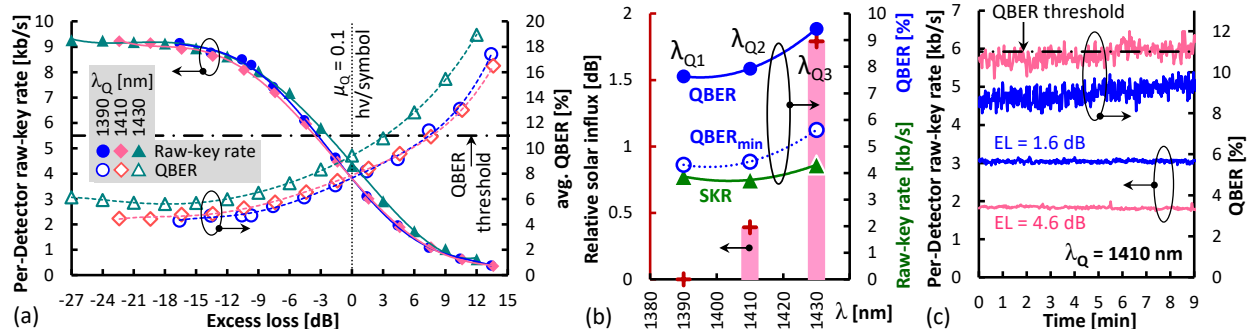 (a)
Per-Detector raw-key rate [kb/s]
10
9
8
7
6
5
4
3
2
1
0
-27 -24 -21 -18 -15 -12 -9 -6 -3 0 3 6 9 12 15
Excess loss [dB]
20
18
16
14
12
10
8
6
4
2
0
avg. QBER [%]
μQ = 0.1
hν/symbol
λQ [nm]
1390
1410
1430
Raw-key rate
QBER
QBER
threshold
(b)
Relative solar influx [dB]
2
1.5
1
0.5
0
1380 1390 1400 1410 1420 1430 1440
λ [nm]
10
9
8
7
6
5
4
3
2
1
0
QBER [%]
Raw-key rate [kb/s]
λQ1
λQ2
λQ3
QBER
QBERmin
SKR
(c)
Per-Detector raw-key rate [kb/s]
7
6
5
4
3
2
1
0
0 1 2 3 4 5 6 7 8 9
Time [min]
12
10
8
6
4
2
0
QBER [%]
QBER threshold
EL = 1.6 dB
EL = 4.6 dB
λQ = 1410 nm